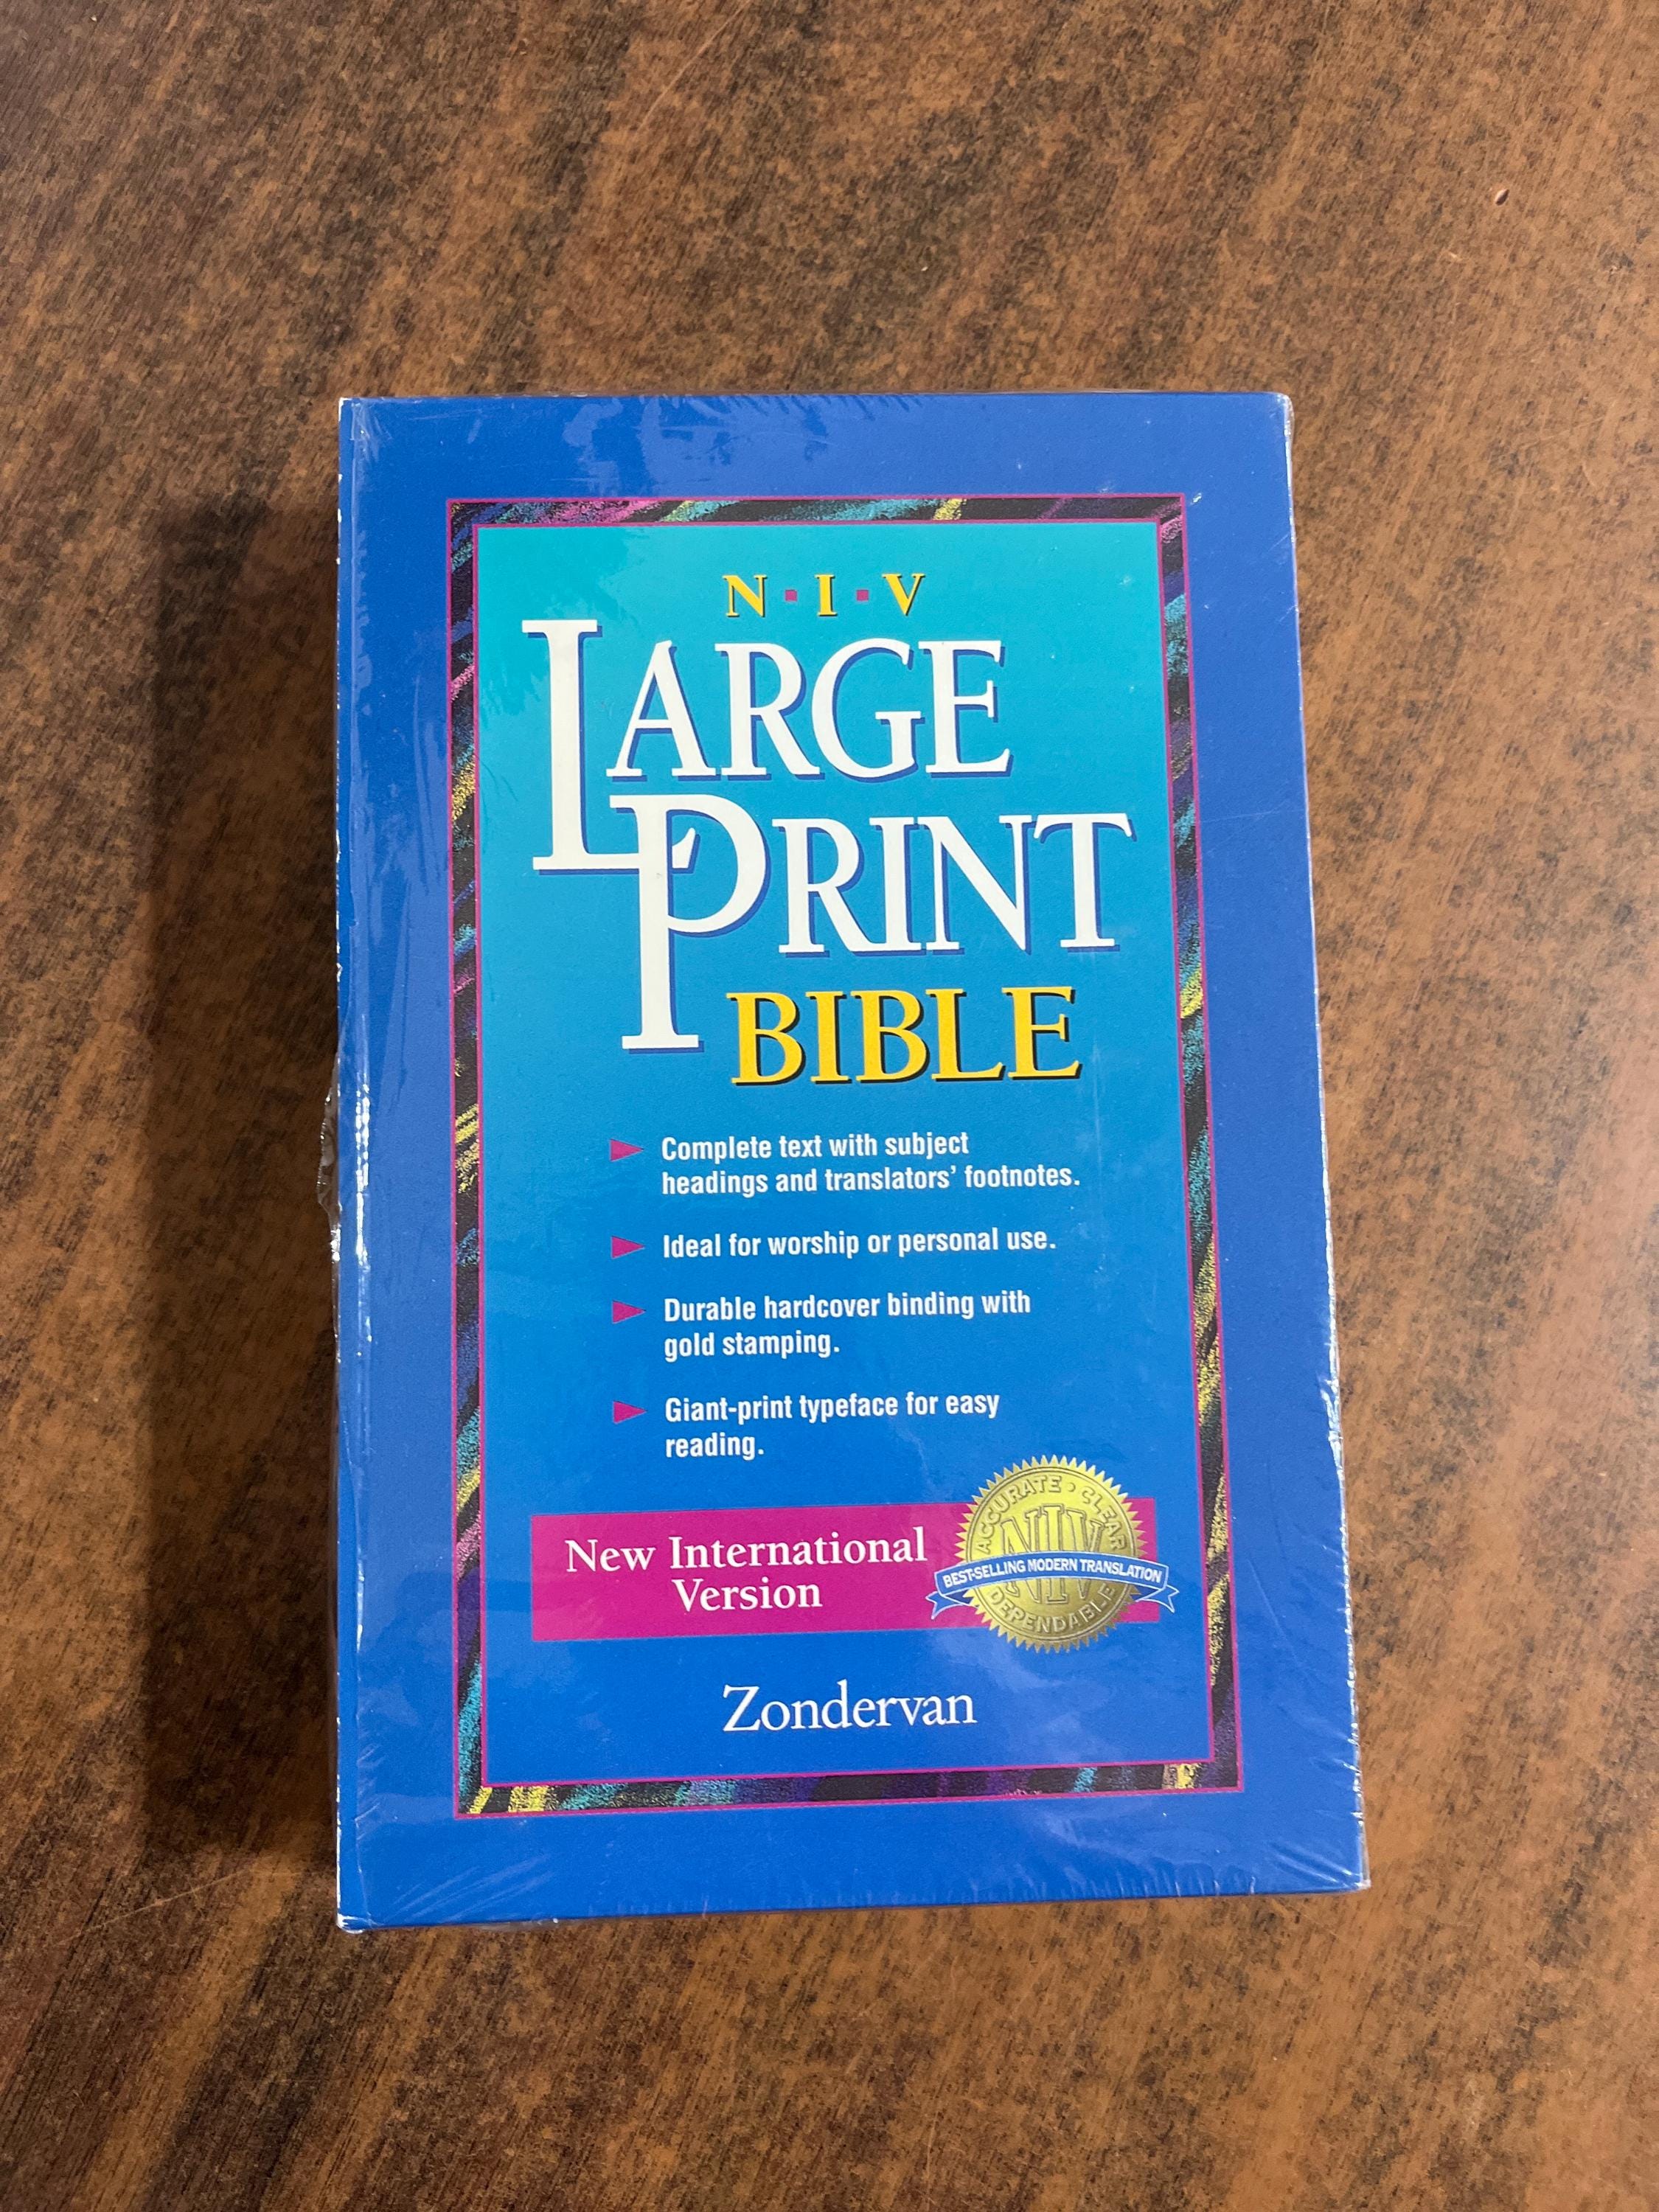 N·I·V
LARGE
PRINT
BIBLE
Complete text with subject
headings and translators’ footnotes.
Ideal for worship or personal use.
Durable hardcover binding with
gold stamping.
Giant-print typeface for easy
reading.
New International
Version
ACCURATE · CLEAR
NIV
BEST-SELLING MODERN TRANSLATION
DEPENDABLE
Zondervan